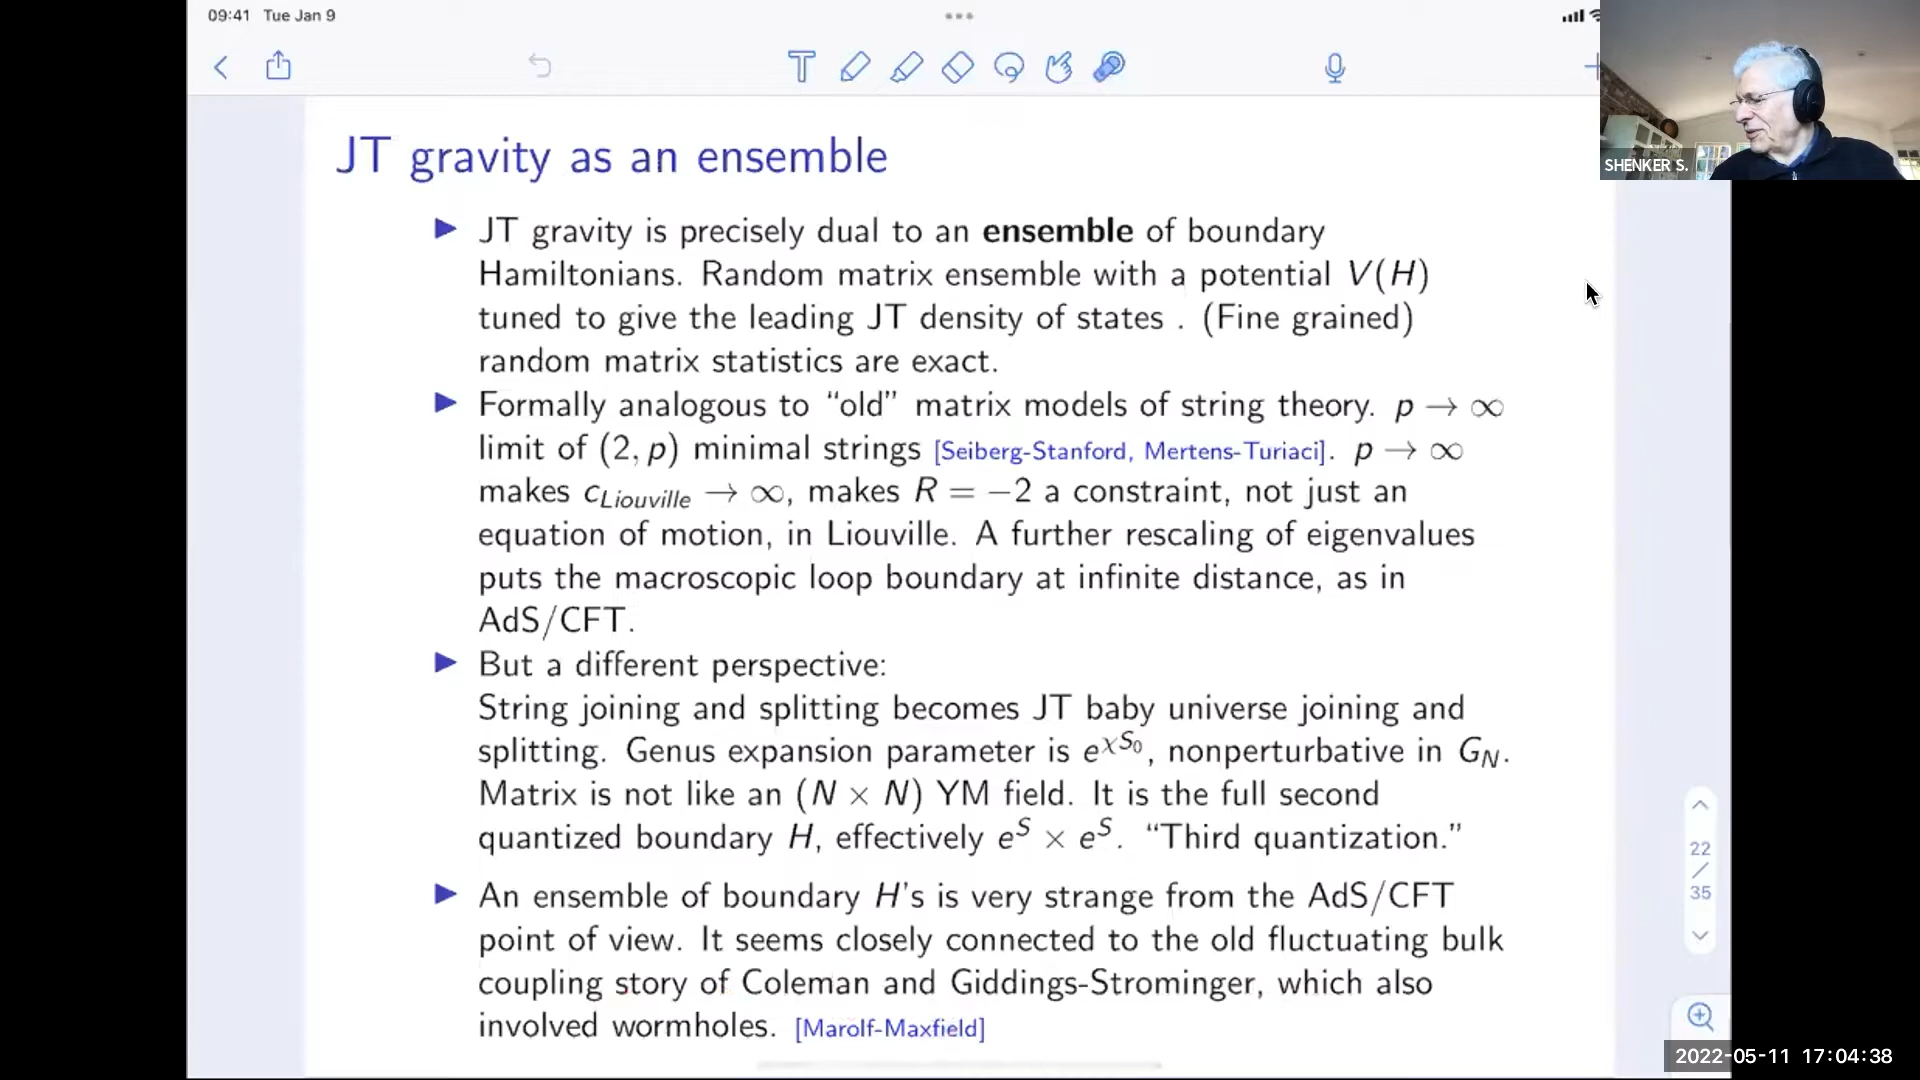 09:41 Tue Jan 9
SHENKER S.
JT gravity as an ensemble
▶ JT gravity is precisely dual to an ensemble of boundary
Hamiltonians. Random matrix ensemble with a potential V(H)
tuned to give the leading JT density of states . (Fine grained)
random matrix statistics are exact.
▶ Formally analogous to “old” matrix models of string theory. p → ∞
limit of (2, p) minimal strings [Seiberg-Stanford, Mertens-Turiaci]. p → ∞
makes c_Liouville → ∞, makes R = −2 a constraint, not just an
equation of motion, in Liouville. A further rescaling of eigenvalues
puts the macroscopic loop boundary at infinite distance, as in
AdS/CFT.
▶ But a different perspective:
String joining and splitting becomes JT baby universe joining and
splitting. Genus expansion parameter is e^{χS_0}, nonperturbative in G_N.
Matrix is not like an (N × N) YM field. It is the full second
quantized boundary H, effectively e^S × e^S. “Third quantization.”
▶ An ensemble of boundary H’s is very strange from the AdS/CFT
point of view. It seems closely connected to the old fluctuating bulk
coupling story of Coleman and Giddings-Strominger, which also
involved wormholes. [Marolf-Maxfield]
22
/
35
2022-05-11 17:04:38